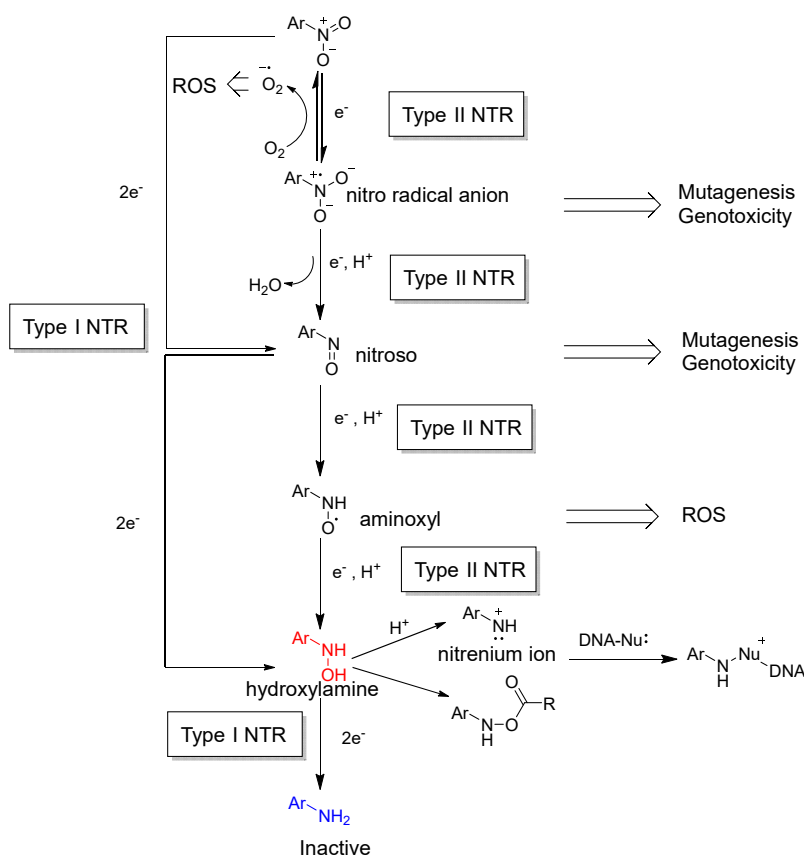 Ar
N
+
O
O
−
ROS
−•
O2
e-
Type II NTR
O2
Ar
+•
N
O
−
O
−
nitro radical anion
2e-
Mutagenesis
Genotoxicity
H2O
e-, H+
Type II NTR
Type I NTR
Ar
N
O
nitroso
Mutagenesis
Genotoxicity
e- , H+
Type II NTR
Ar
NH
O
•
aminoxyl
ROS
2e-
e- , H+
Type II NTR
Ar
NH
OH
hydroxylamine
H+
Ar
+
NH
••
nitrenium ion
DNA-Nu:
Ar
N
H
Nu
+
DNA
O
Ar
N
H
O
R
Type I NTR
2e-
Ar
NH2
Inactive